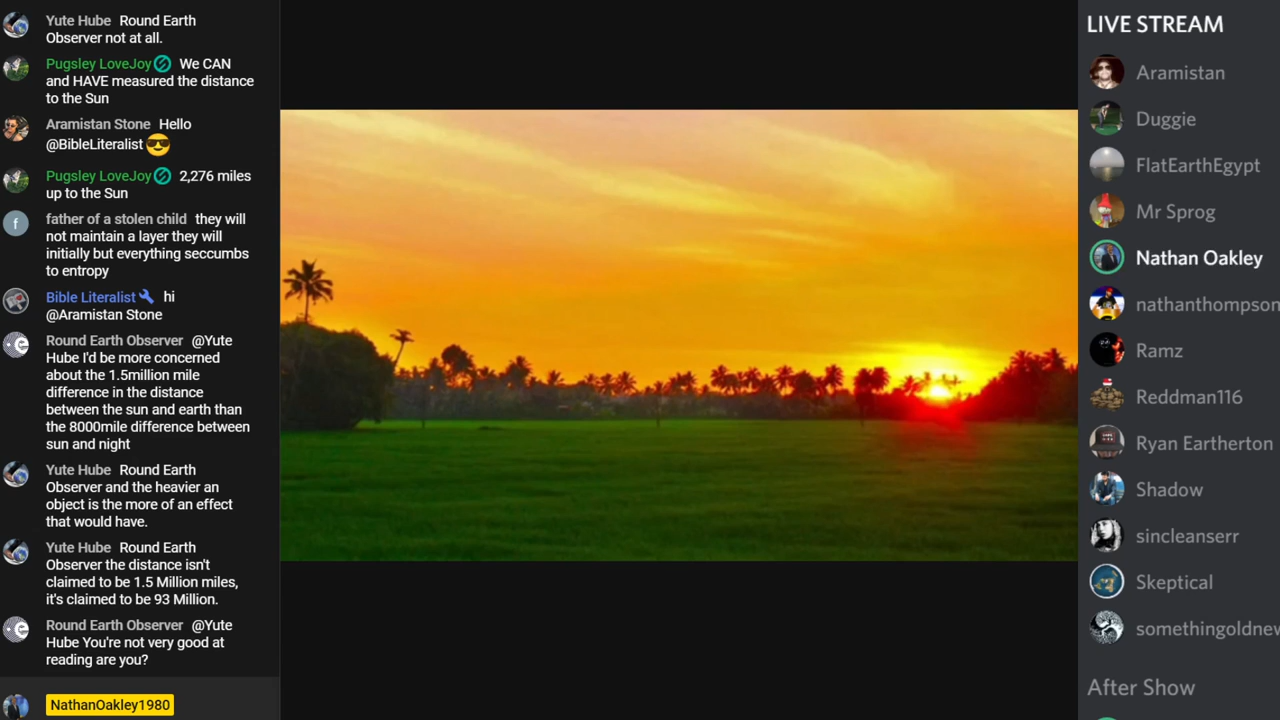 Yute Hube Round Earth
Observer not at all.
Pugsley LoveJoy We CAN
and HAVE measured the distance
to the Sun
Aramistan Stone Hello
@BibleLiteralist
Pugsley LoveJoy 2,276 miles
up to the Sun
f
father of a stolen child they will
not maintain a layer they will
initially but everything seccumbs
to entropy
Bible Literalist hi
@Aramistan Stone
Round Earth Observer @Yute
Hube I'd be more concerned
about the 1.5million mile
difference in the distance
between the sun and earth than
the 8000mile difference between
sun and night
Yute Hube Round Earth
Observer and the heavier an
object is the more of an effect
that would have.
Yute Hube Round Earth
Observer the distance isn't
claimed to be 1.5 Million miles,
it's claimed to be 93 Million.
Round Earth Observer @Yute
Hube You're not very good at
reading are you?
NathanOakley1980
LIVE STREAM
Aramistan
Duggie
FlatEarthEgypt
Mr Sprog
Nathan Oakley
nathanthompson
Ramz
Reddman116
Ryan Eartherton
Shadow
sincleanserr
Skeptical
somethingoldnew
After Show